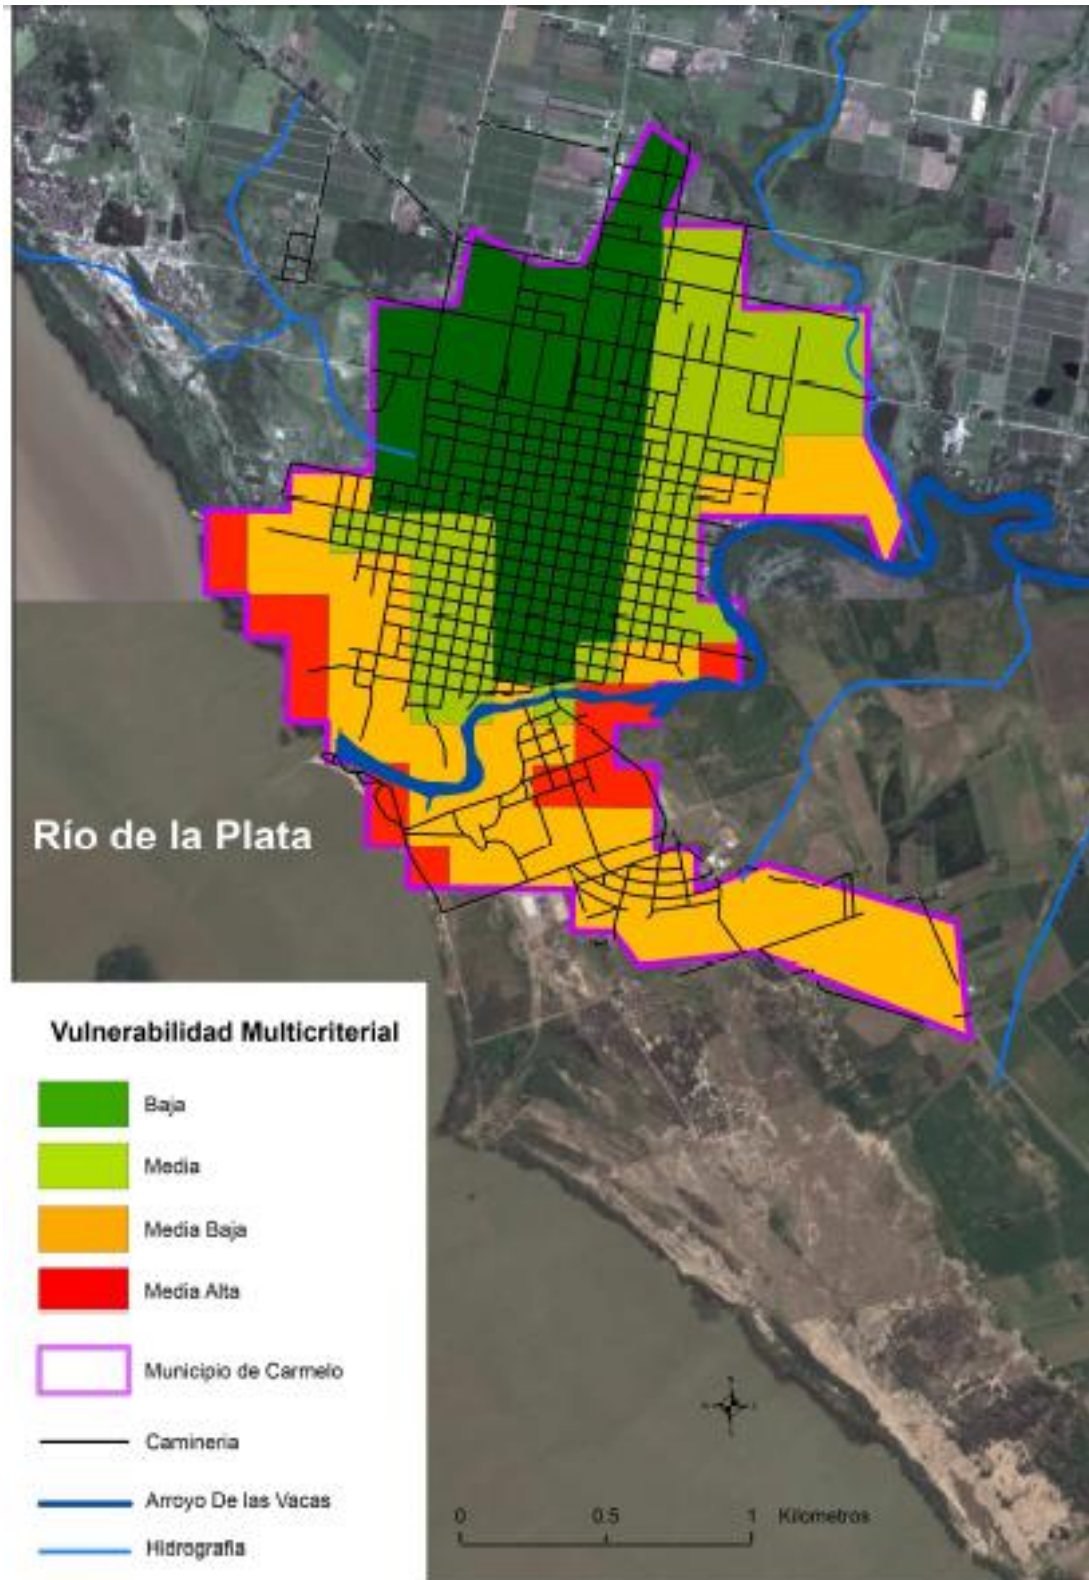 Río de la Plata
Vulnerabilidad Multicriterial
Baja
Media
Media Baja
Media Alta
Municipio de Carmelo
Camineria
Arroyo De las Vacas
Hidrografia
0 0.5 1 Kilometros